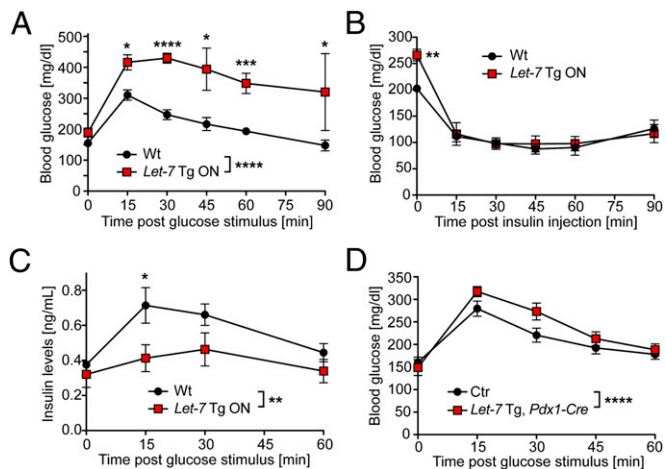 A
Blood glucose [mg/dl]
600
500
400
300
200
100
* **** * *** *
Wt
Let-7 Tg ON ****
0 15 30 45 60 90
Time post glucose stimulus [min]
B
Blood glucose [mg/dl]
400
300
200
100
0
**
Wt
Let-7 Tg ON
0 15 30 45 60 90
Time post insulin injection [min]
C
Insulin levels [ng/mL]
0.8
0.6
0.4
0.2
0.0
*
Wt
Let-7 Tg ON **
0 15 30 45 60
Time post glucose stimulus [min]
D
Blood glucose [mg/dl]
350
300
250
200
150
100
50
0
Ctr
Let-7 Tg, Pdx1-Cre ****
0 15 30 45 60
Time post glucose stimulus [min]